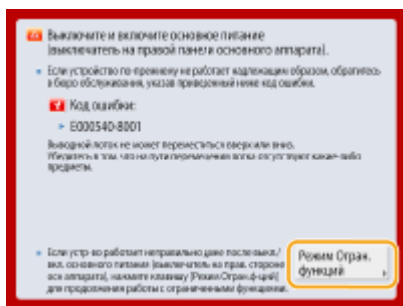 Выключите и включите основное питание
(выключатель на правой панели основного аппарата).
Если устройство по-прежнему не работает надлежащим образом, обратитесь
в бюро обслуживания, указав приведенный ниже код ошибки.
Код ошибки:
E000540-8001
Выводной лоток не может переместиться вверх или вниз.
Убедитесь в том, что на пути перемещения лотка отсутствуют какие-либо
предметы.
Если устр-во работает неправильно даже после выкл./
вкл. основного питания (выключатель на прав. стороне
осн аппарата), нажмите клавишу [Режим Огран.ф-ций]
для продолжения работы с ограниченными функциями.
Режим Огран.
функций